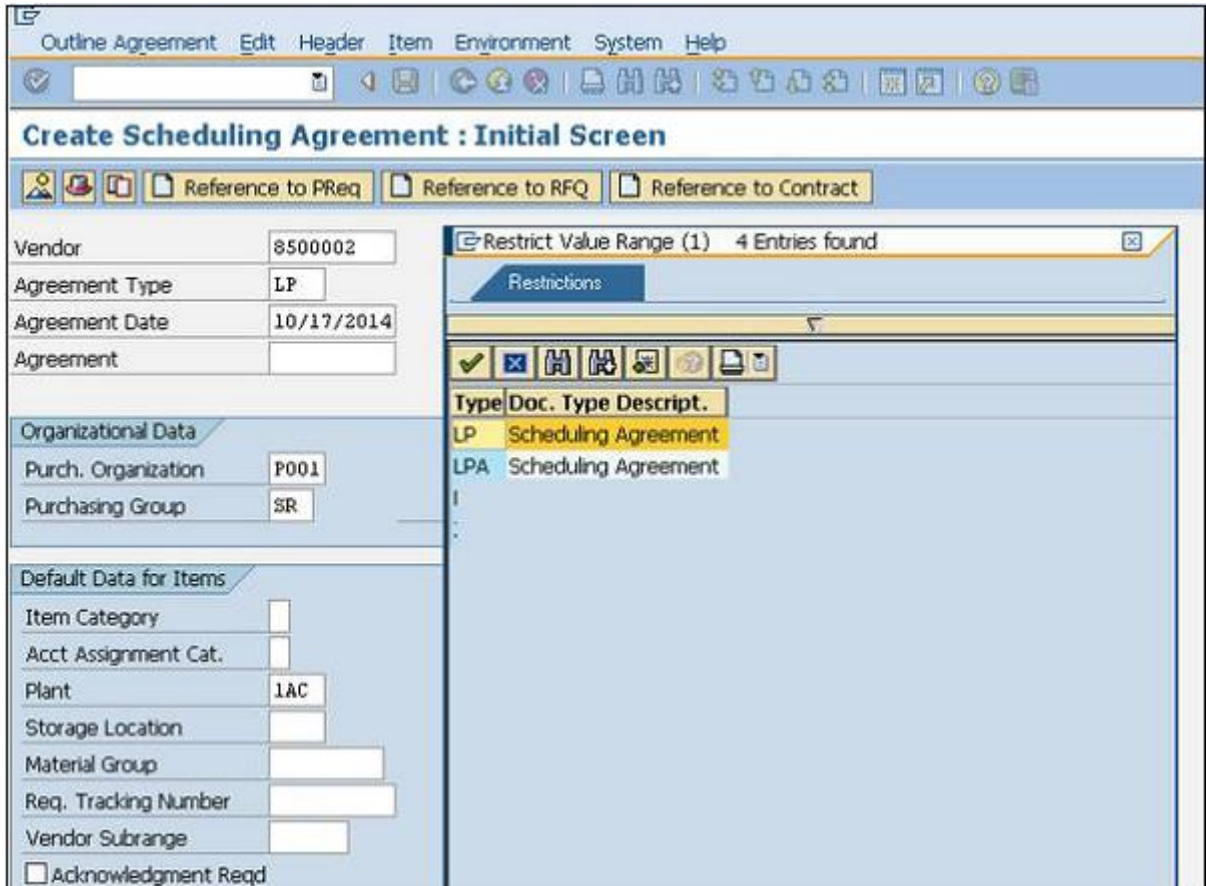 Outline Agreement Edit Header Item Environment System Help
Create Scheduling Agreement : Initial Screen
Reference to PReq Reference to RFQ Reference to Contract
Vendor 8500002
Agreement Type LP
Agreement Date 10/17/2014
Agreement
Organizational Data
Purch. Organization P001
Purchasing Group SR
Default Data for Items
Item Category
Acct Assignment Cat.
Plant 1AC
Storage Location
Material Group
Req. Tracking Number
Vendor Subrange
Acknowledgment Reqd
Restrict Value Range (1) 4 Entries found
Restrictions
Type Doc. Type Descript.
LP Scheduling Agreement
LPA Scheduling Agreement